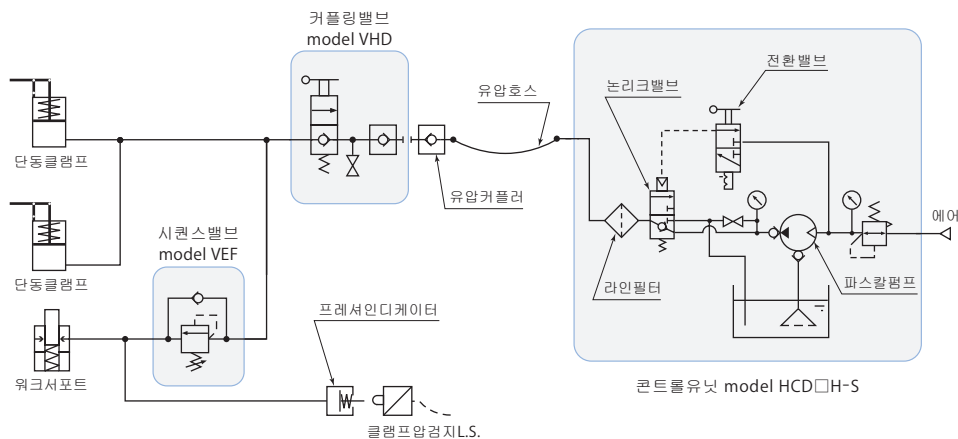 커플링밸브
model VHD
단동클램프
단동클램프
시퀀스밸브
model VEF
워크서포트
프레셔인디케이터
클램프압검지L.S.
유압커플러
유압호스
논리크밸브
전환밸브
라인필터
에어
파스칼펌프
콘트롤유닛 model HCD□H-S